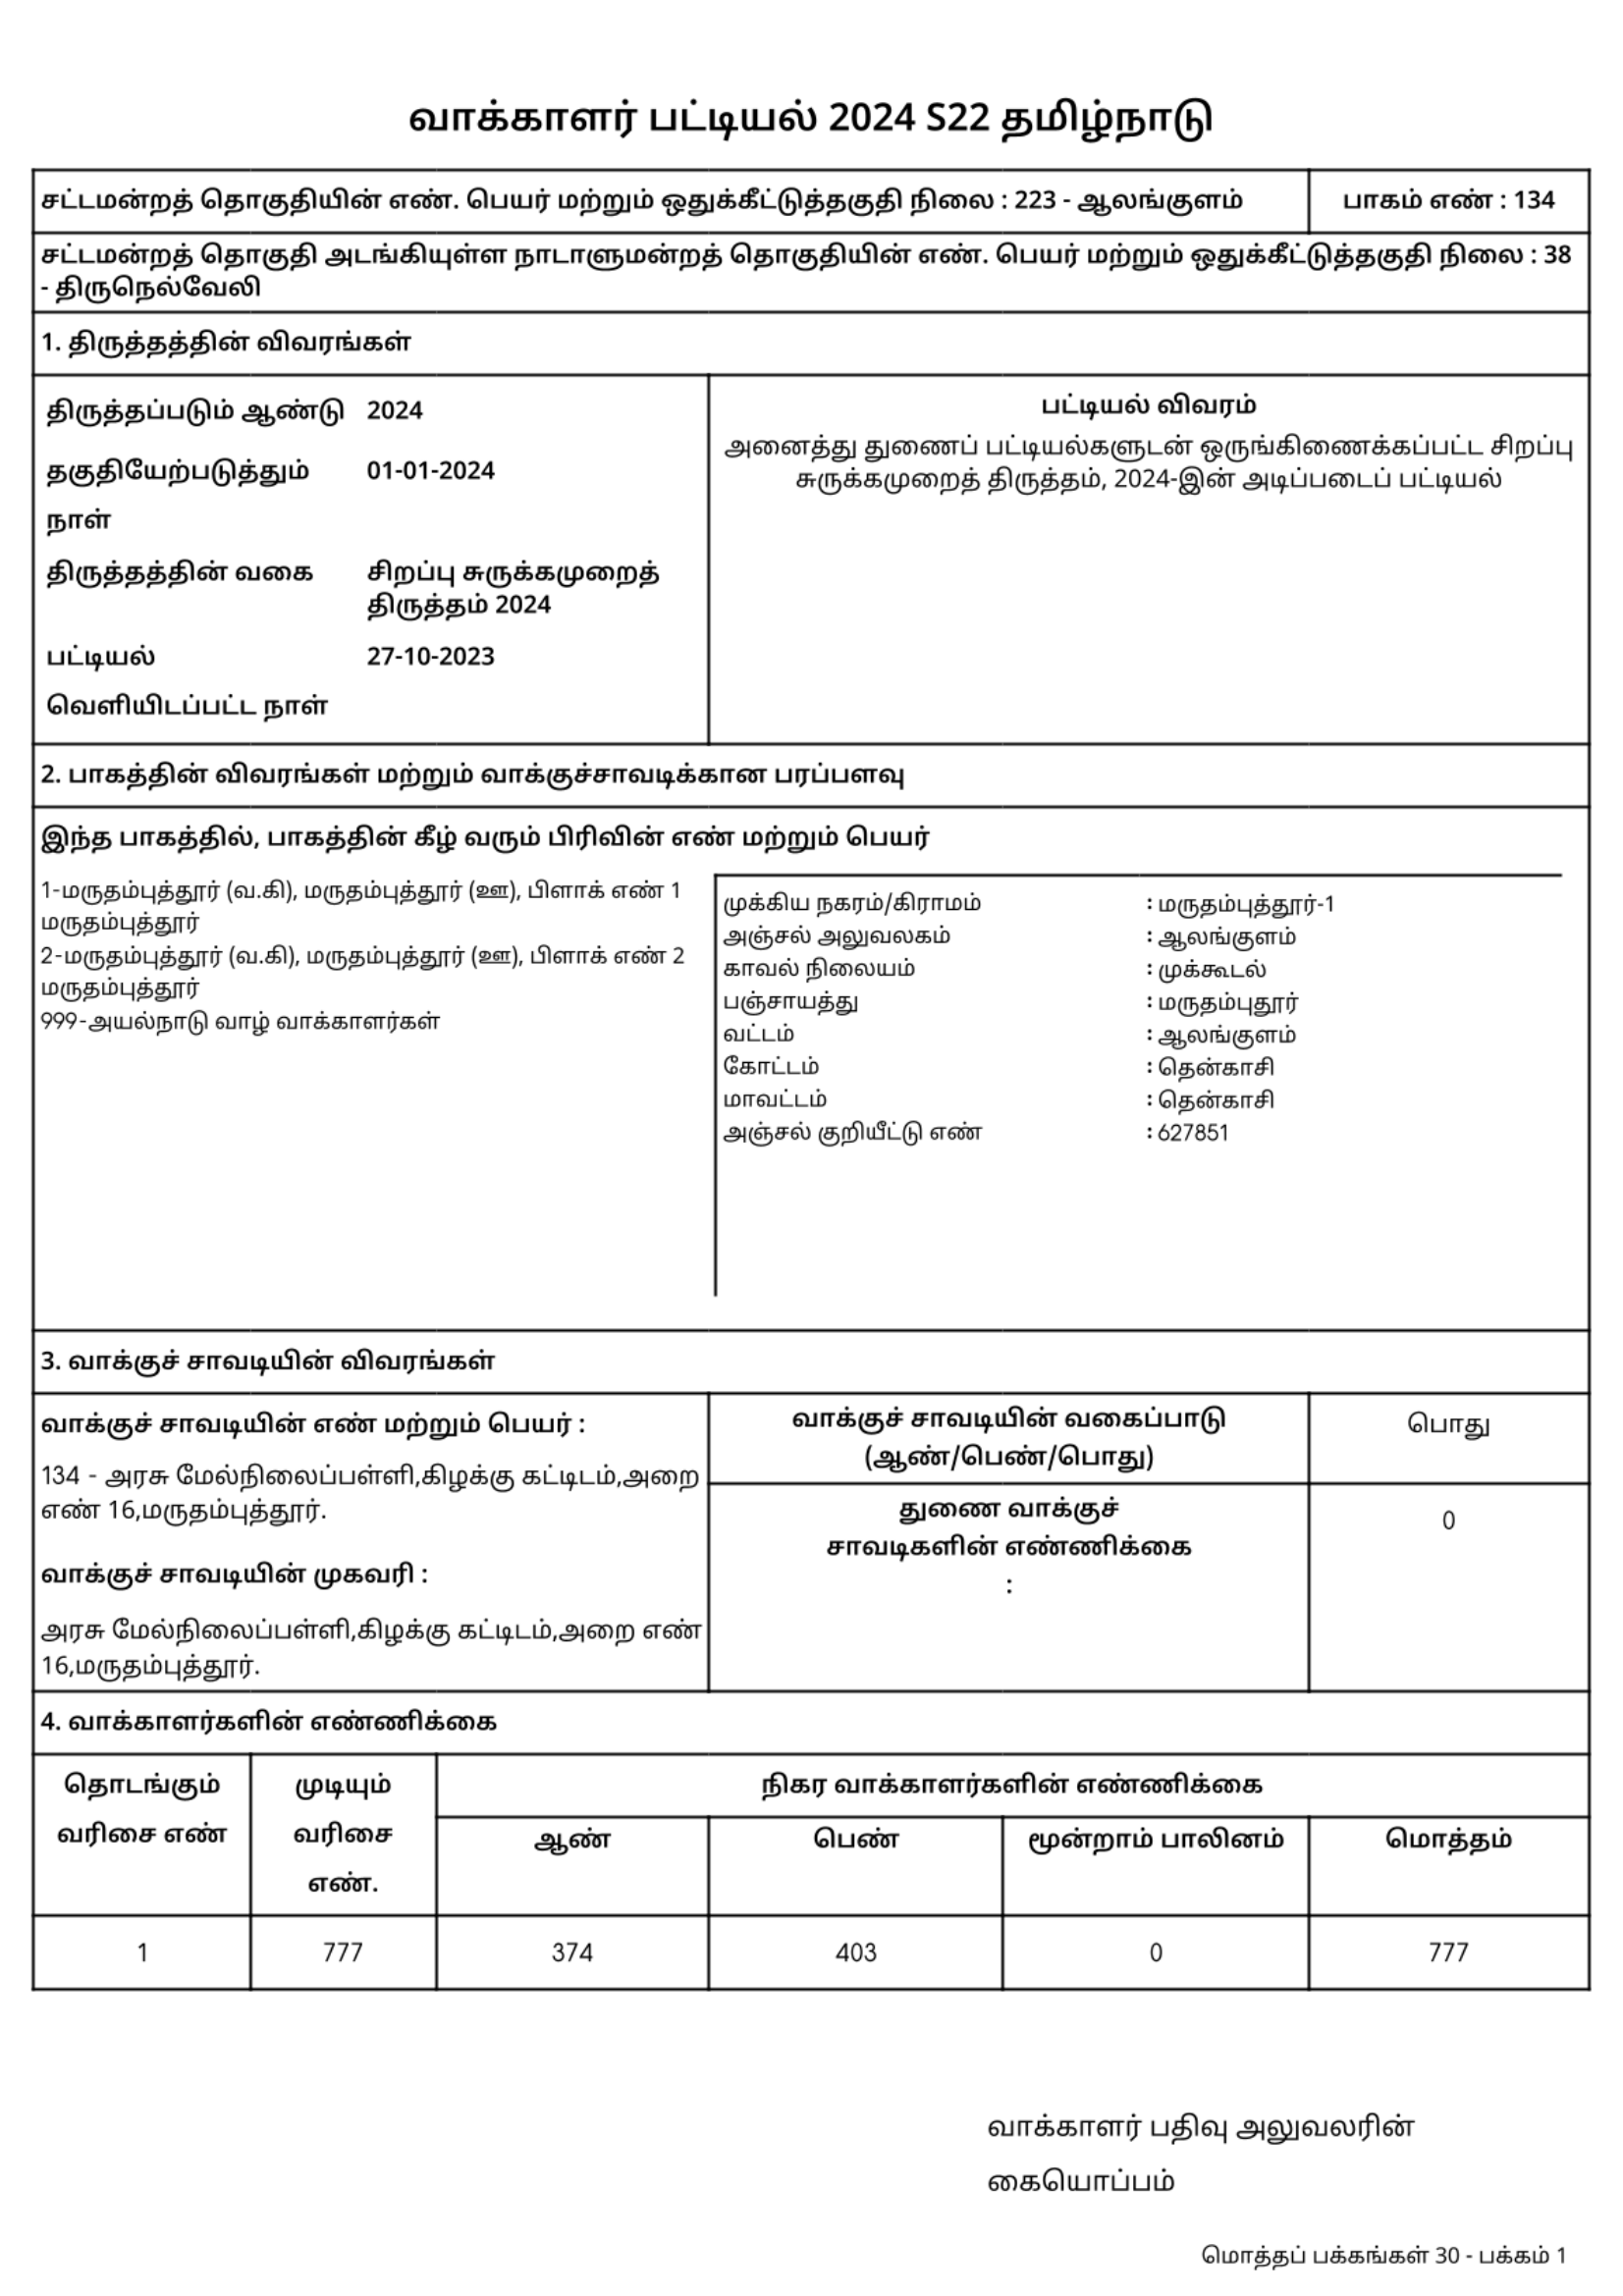 வாக்காளர் பட்டியல் 2024 S22 தமிழ்நாடு
சட்டமன்றத் தொகுதியின் எண். பெயர் மற்றும் ஒதுக்கீட்டுத்தகுதி நிலை : 223 - ஆலங்குளம்
பாகம் எண் : 134
சட்டமன்றத் தொகுதி அடங்கியுள்ள நாடாளுமன்றத் தொகுதியின் எண். பெயர் மற்றும் ஒதுக்கீட்டுத்தகுதி நிலை : 38
- திருநெல்வேலி
1. திருத்தத்தின் விவரங்கள்
திருத்தப்படும் ஆண்டு 2024
தகுதியேற்படுத்தும் 01-01-2024
நாள்
திருத்தத்தின் வகை சிறப்பு சுருக்கமுறைத்
திருத்தம் 2024
பட்டியல் 27-10-2023
வெளியிடப்பட்ட நாள்
பட்டியல் விவரம்
அனைத்து துணைப் பட்டியல்களுடன் ஒருங்கிணைக்கப்பட்ட சிறப்பு
சுருக்கமுறைத் திருத்தம், 2024-இன் அடிப்படைப் பட்டியல்
2. பாகத்தின் விவரங்கள் மற்றும் வாக்குச்சாவடிக்கான பரப்பளவு
இந்த பாகத்தில், பாகத்தின் கீழ் வரும் பிரிவின் எண் மற்றும் பெயர்
1-மருதம்புத்தூர் (வ.கி), மருதம்புத்தூர் (ஊ), பிளாக் எண் 1
மருதம்புத்தூர்
2-மருதம்புத்தூர் (வ.கி), மருதம்புத்தூர் (ஊ), பிளாக் எண் 2
மருதம்புத்தூர்
999-அயல்நாடு வாழ் வாக்காளர்கள்
முக்கிய நகரம்/கிராமம் : மருதம்புத்தூர்-1
அஞ்சல் அலுவலகம் : ஆலங்குளம்
காவல் நிலையம் : முக்கூடல்
பஞ்சாயத்து : மருதம்புதூர்
வட்டம் : ஆலங்குளம்
கோட்டம் : தென்காசி
மாவட்டம் : தென்காசி
அஞ்சல் குறியீட்டு எண் : 627851
3. வாக்குச் சாவடியின் விவரங்கள்
வாக்குச் சாவடியின் எண் மற்றும் பெயர் :
134 - அரசு மேல்நிலைப்பள்ளி,கிழக்கு கட்டிடம்,அறை
எண் 16,மருதம்புத்தூர்.
வாக்குச் சாவடியின் முகவரி :
அரசு மேல்நிலைப்பள்ளி,கிழக்கு கட்டிடம்,அறை எண்
16,மருதம்புத்தூர்.
வாக்குச் சாவடியின் வகைப்பாடு
(ஆண்/பெண்/பொது)
பொது
துணை வாக்குச்
சாவடிகளின் எண்ணிக்கை
:
0
4. வாக்காளர்களின் எண்ணிக்கை
தொடங்கும்
வரிசை எண்
முடியும்
வரிசை
எண்.
நிகர வாக்காளர்களின் எண்ணிக்கை
ஆண் பெண் மூன்றாம் பாலினம் மொத்தம்
1 777 374 403 0 777
வாக்காளர் பதிவு அலுவலரின்
கையொப்பம்
மொத்தப் பக்கங்கள் 30 - பக்கம் 1